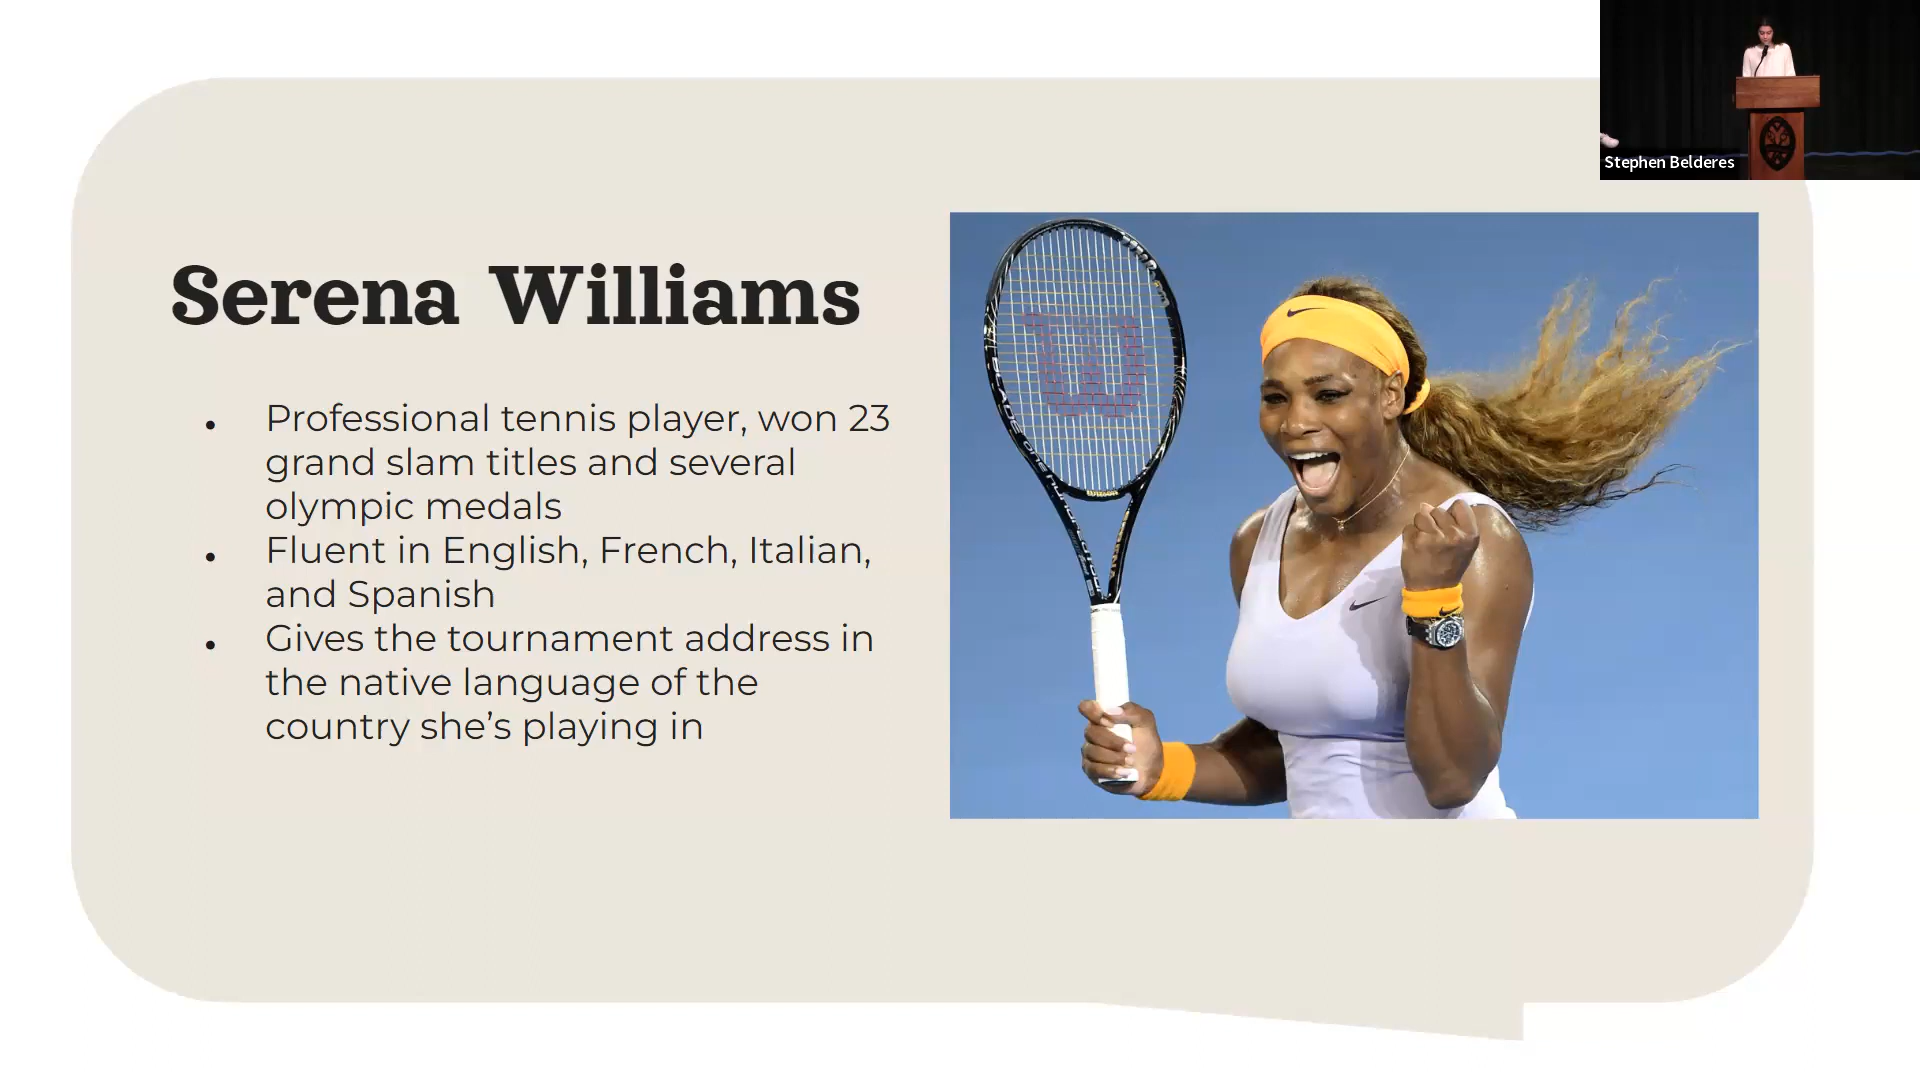 Stephen Belderes
Serena Williams
Professional tennis player, won 23
grand slam titles and several
olympic medals
Fluent in English, French, Italian,
and Spanish
Gives the tournament address in
the native language of the
country she’s playing in
W
Wilson